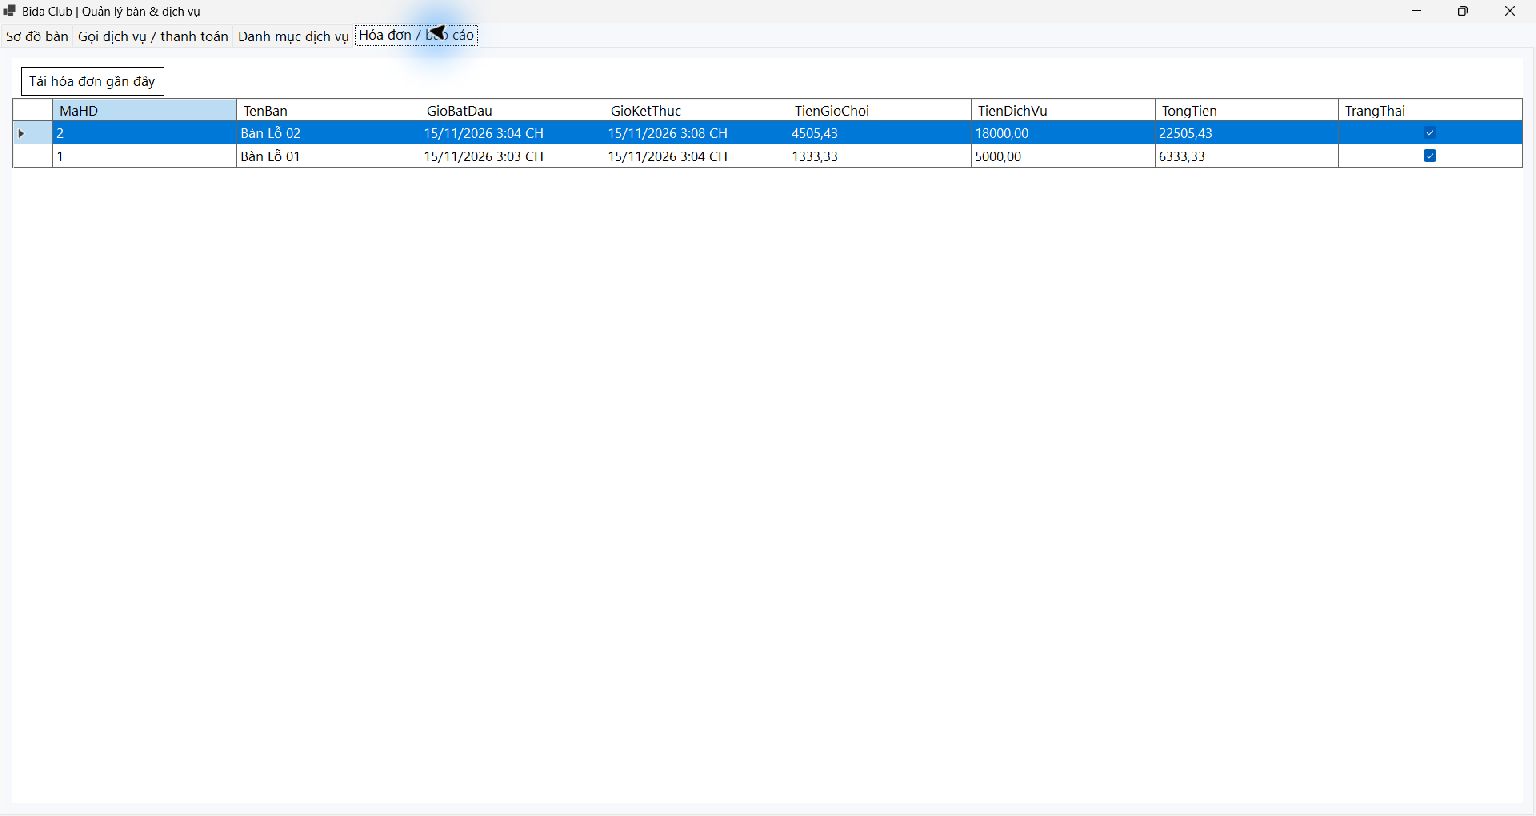 Bida Club | Quản lý bàn & dịch vụ
Sơ đồ bàn Gọi dịch vụ / thanh toán Danh mục dịch vụ Hóa đơn / báo cáo
Tải hóa đơn gần đây
MaHD TenBan GioBatDau GioKetThuc TienGioChoi TienDichVu TongTien TrangThai
2 Bàn Lỗ 02 15/11/2026 3:04 CH 15/11/2026 3:08 CH 4505,43 18000,00 22505,43
1 Bàn Lỗ 01 15/11/2026 3:03 CH 15/11/2026 3:04 CH 1333,33 5000,00 6333,33